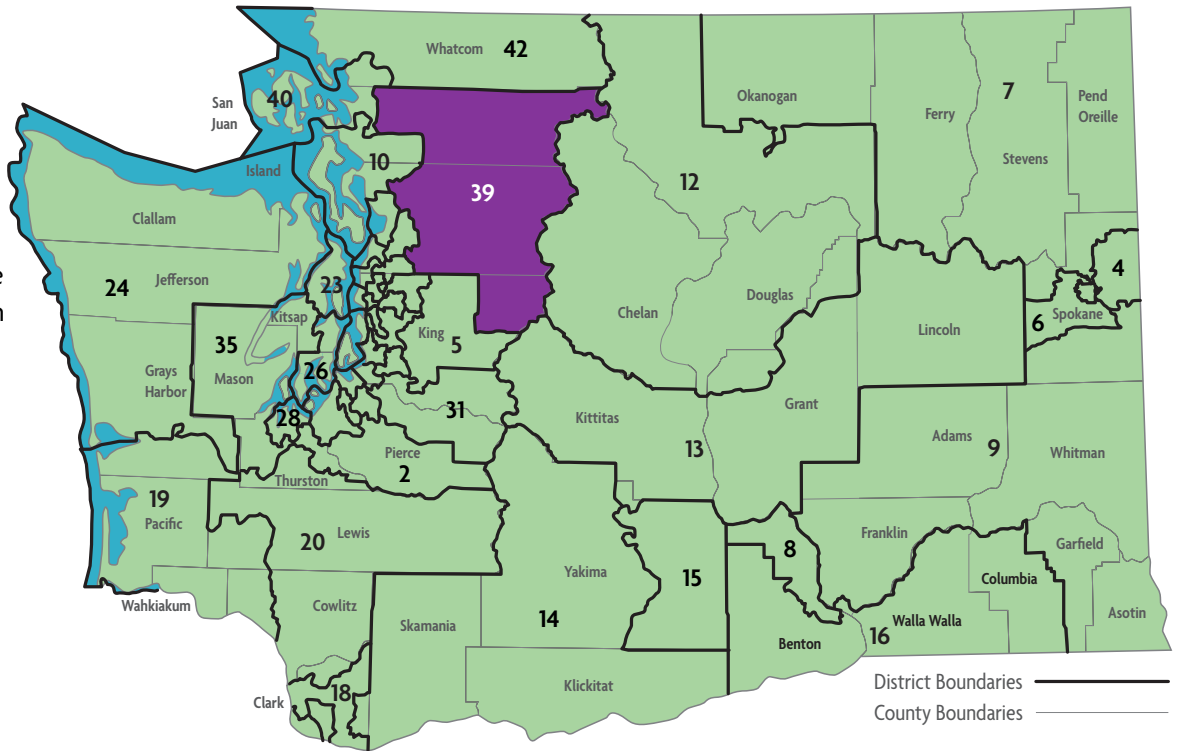 Whatcom 42
San
Juan
40
Okanogan
Ferry
7
Pend
Oreille
Stevens
Island
10
39
12
Clallam
24
Jefferson
23
Kitsap
e
n
Chelan
Douglas
4
Lincoln
6
Spokane
35
Mason
King
5
Grays
Harbor
26
28
31
Kittitas
13
Grant
Adams
9
Whitman
Pierce
2
Thurston
19
Pacific
20
Lewis
Yakima
15
8
Franklin
Garfield
Columbia
Wahkiakum
Cowlitz
Skamania
14
Benton
16
Walla Walla
Asotin
Clark
18
Klickitat
District Boundaries
County Boundaries